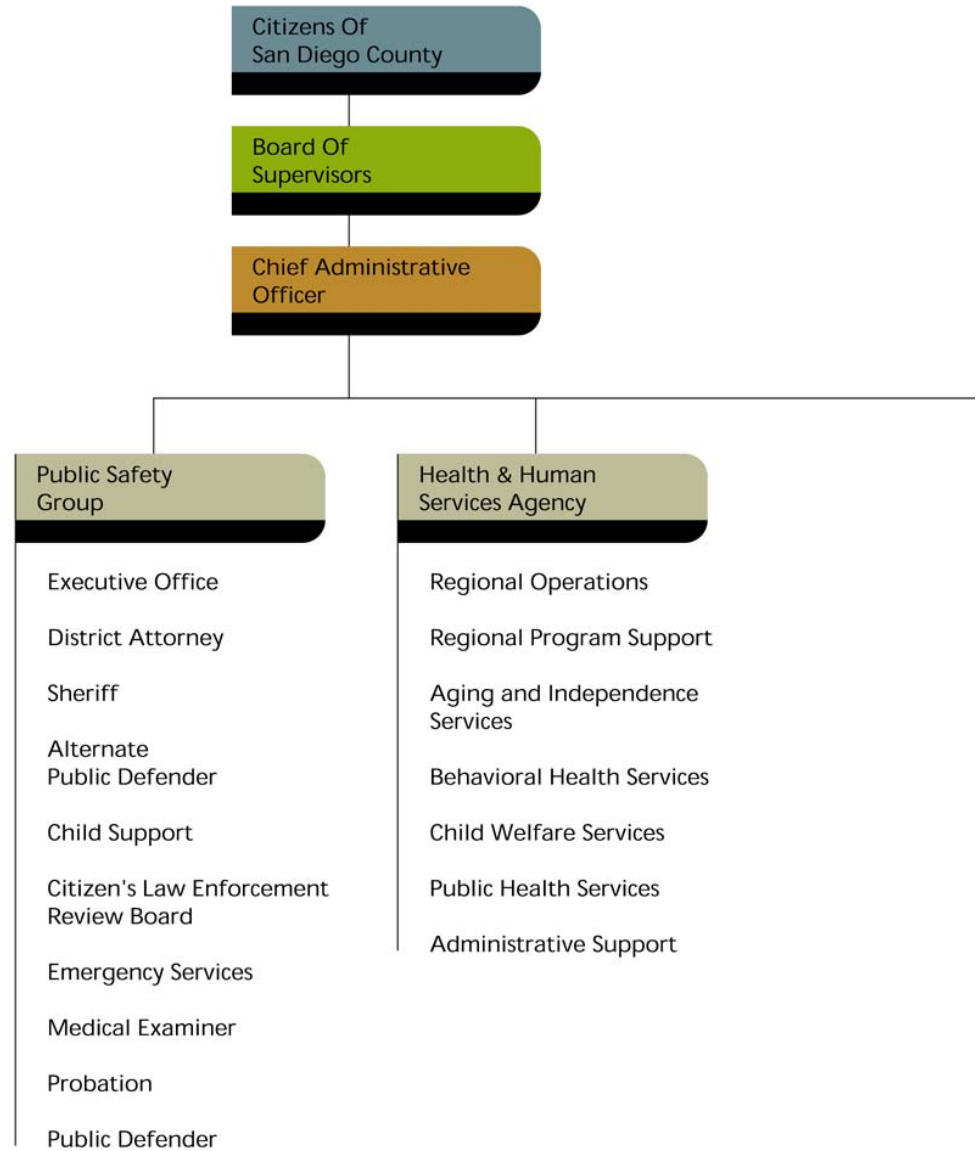 Citizens Of
San Diego County
Board Of
Supervisors
Chief Administrative
Officer
Public Safety
Group
Executive Office
District Attorney
Sheriff
Alternate
Public Defender
Child Support
Citizen's Law Enforcement
Review Board
Emergency Services
Medical Examiner
Probation
Public Defender
Health & Human
Services Agency
Regional Operations
Regional Program Support
Aging and Independence
Services
Behavioral Health Services
Child Welfare Services
Public Health Services
Administrative Support